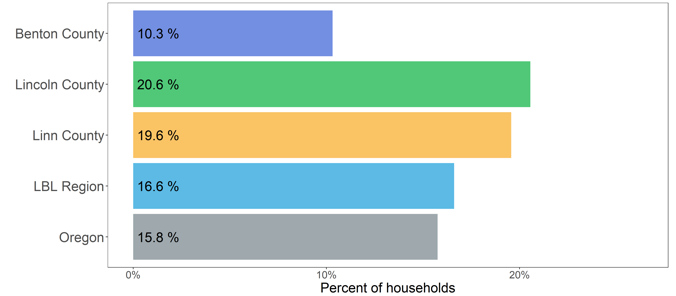 Benton County
10.3 %
Lincoln County
20.6 %
Linn County
19.6 %
LBL Region
16.6 %
Oregon
15.8 %
0%
10%
20%
Percent of households